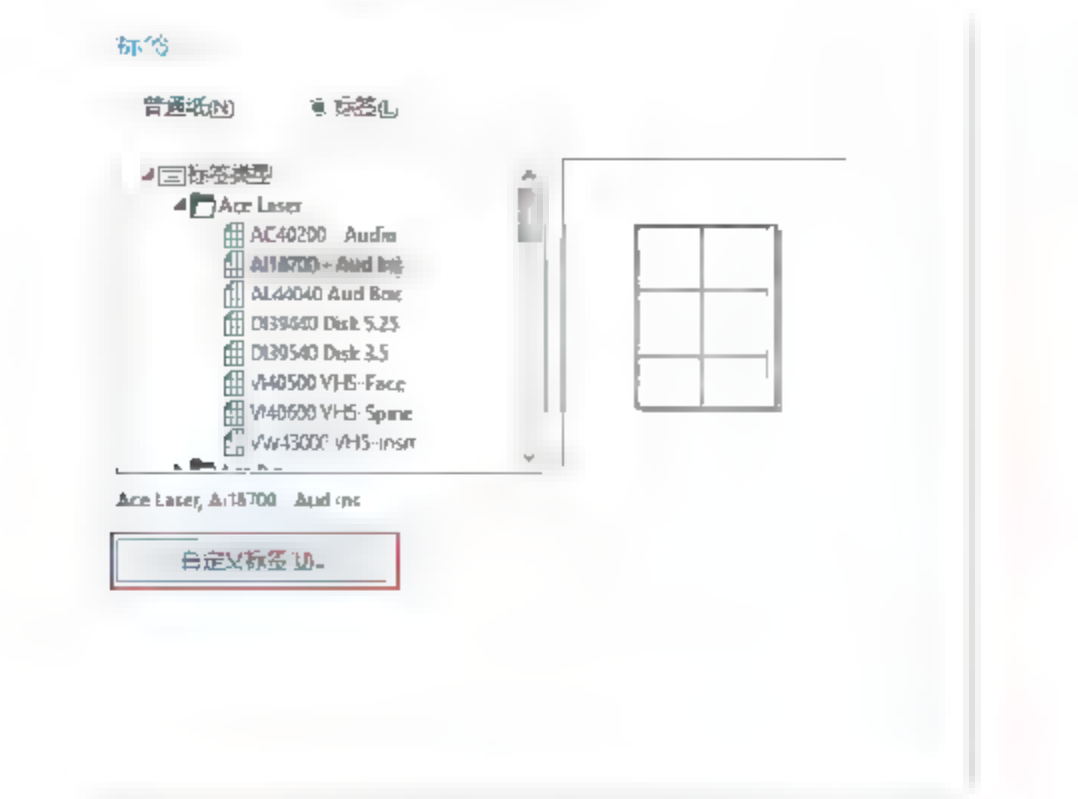 标签
普通纸(N) 标签(L)
标签类型
Ace Laser
AC40200 Audio
AI18700 - Aud Ins
AL44040 Aud Box
DI39640 Disk 5.25
DI39540 Disk 3.5
VF40500 VHS-Face
VI40600 VHS-Spine
VW43000 VHS-Insrt
Ace Laser, AI18700 Aud Ins
自定义标签(U)...